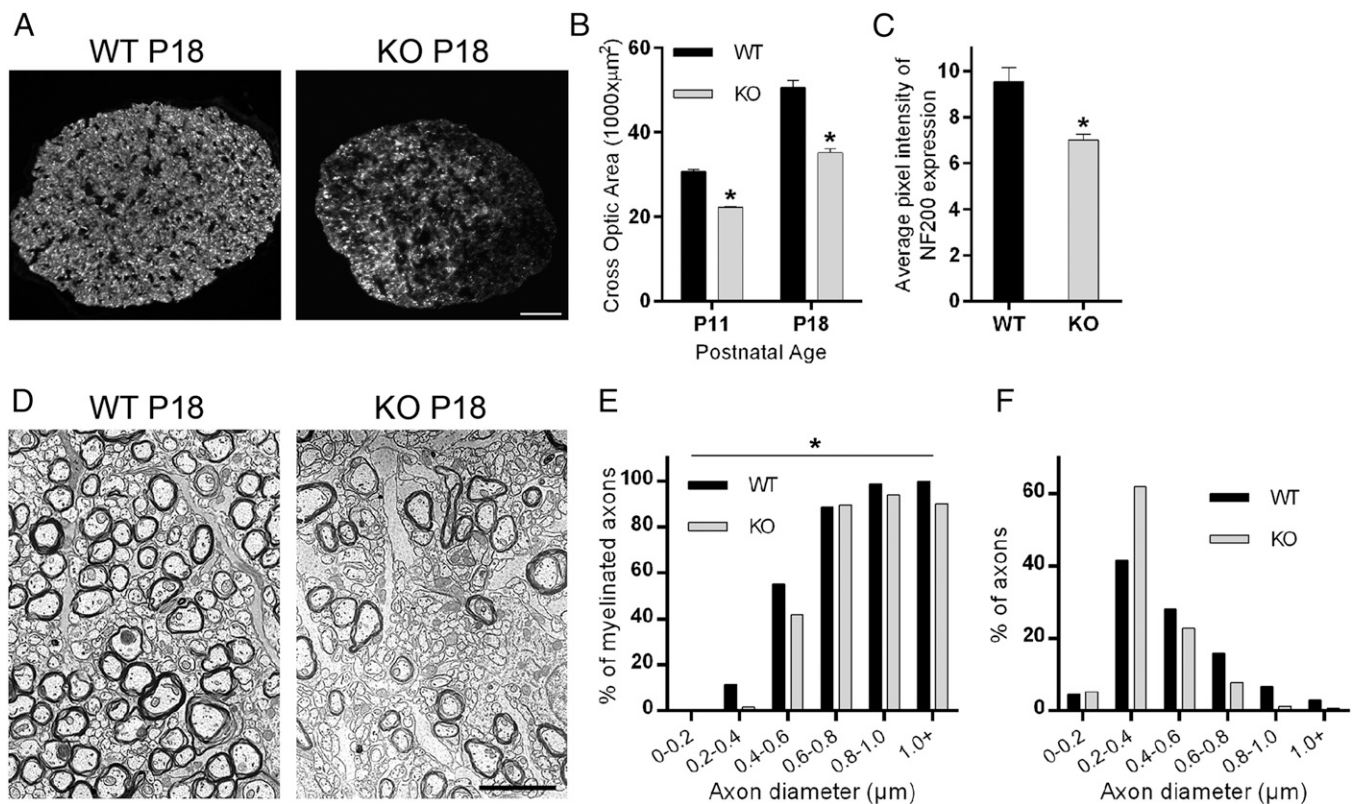 A
WT P18
KO P18
B
Cross Optic Area (1000xµm²)
60
40
20
0
WT
KO
*
*
P11
P18
Postnatal Age
C
Average pixel intensity of
NF200 expression
10
8
6
4
2
0
*
WT
KO
D
WT P18
KO P18
E
% of myelinated axons
100
80
60
40
20
0
*
WT
KO
0-0.2
0.2-0.4
0.4-0.6
0.6-0.8
0.8-1.0
1.0+
Axon diameter (µm)
F
% of axons
60
40
20
0
WT
KO
0-0.2
0.2-0.4
0.4-0.6
0.6-0.8
0.8-1.0
1.0+
Axon diameter (µm)